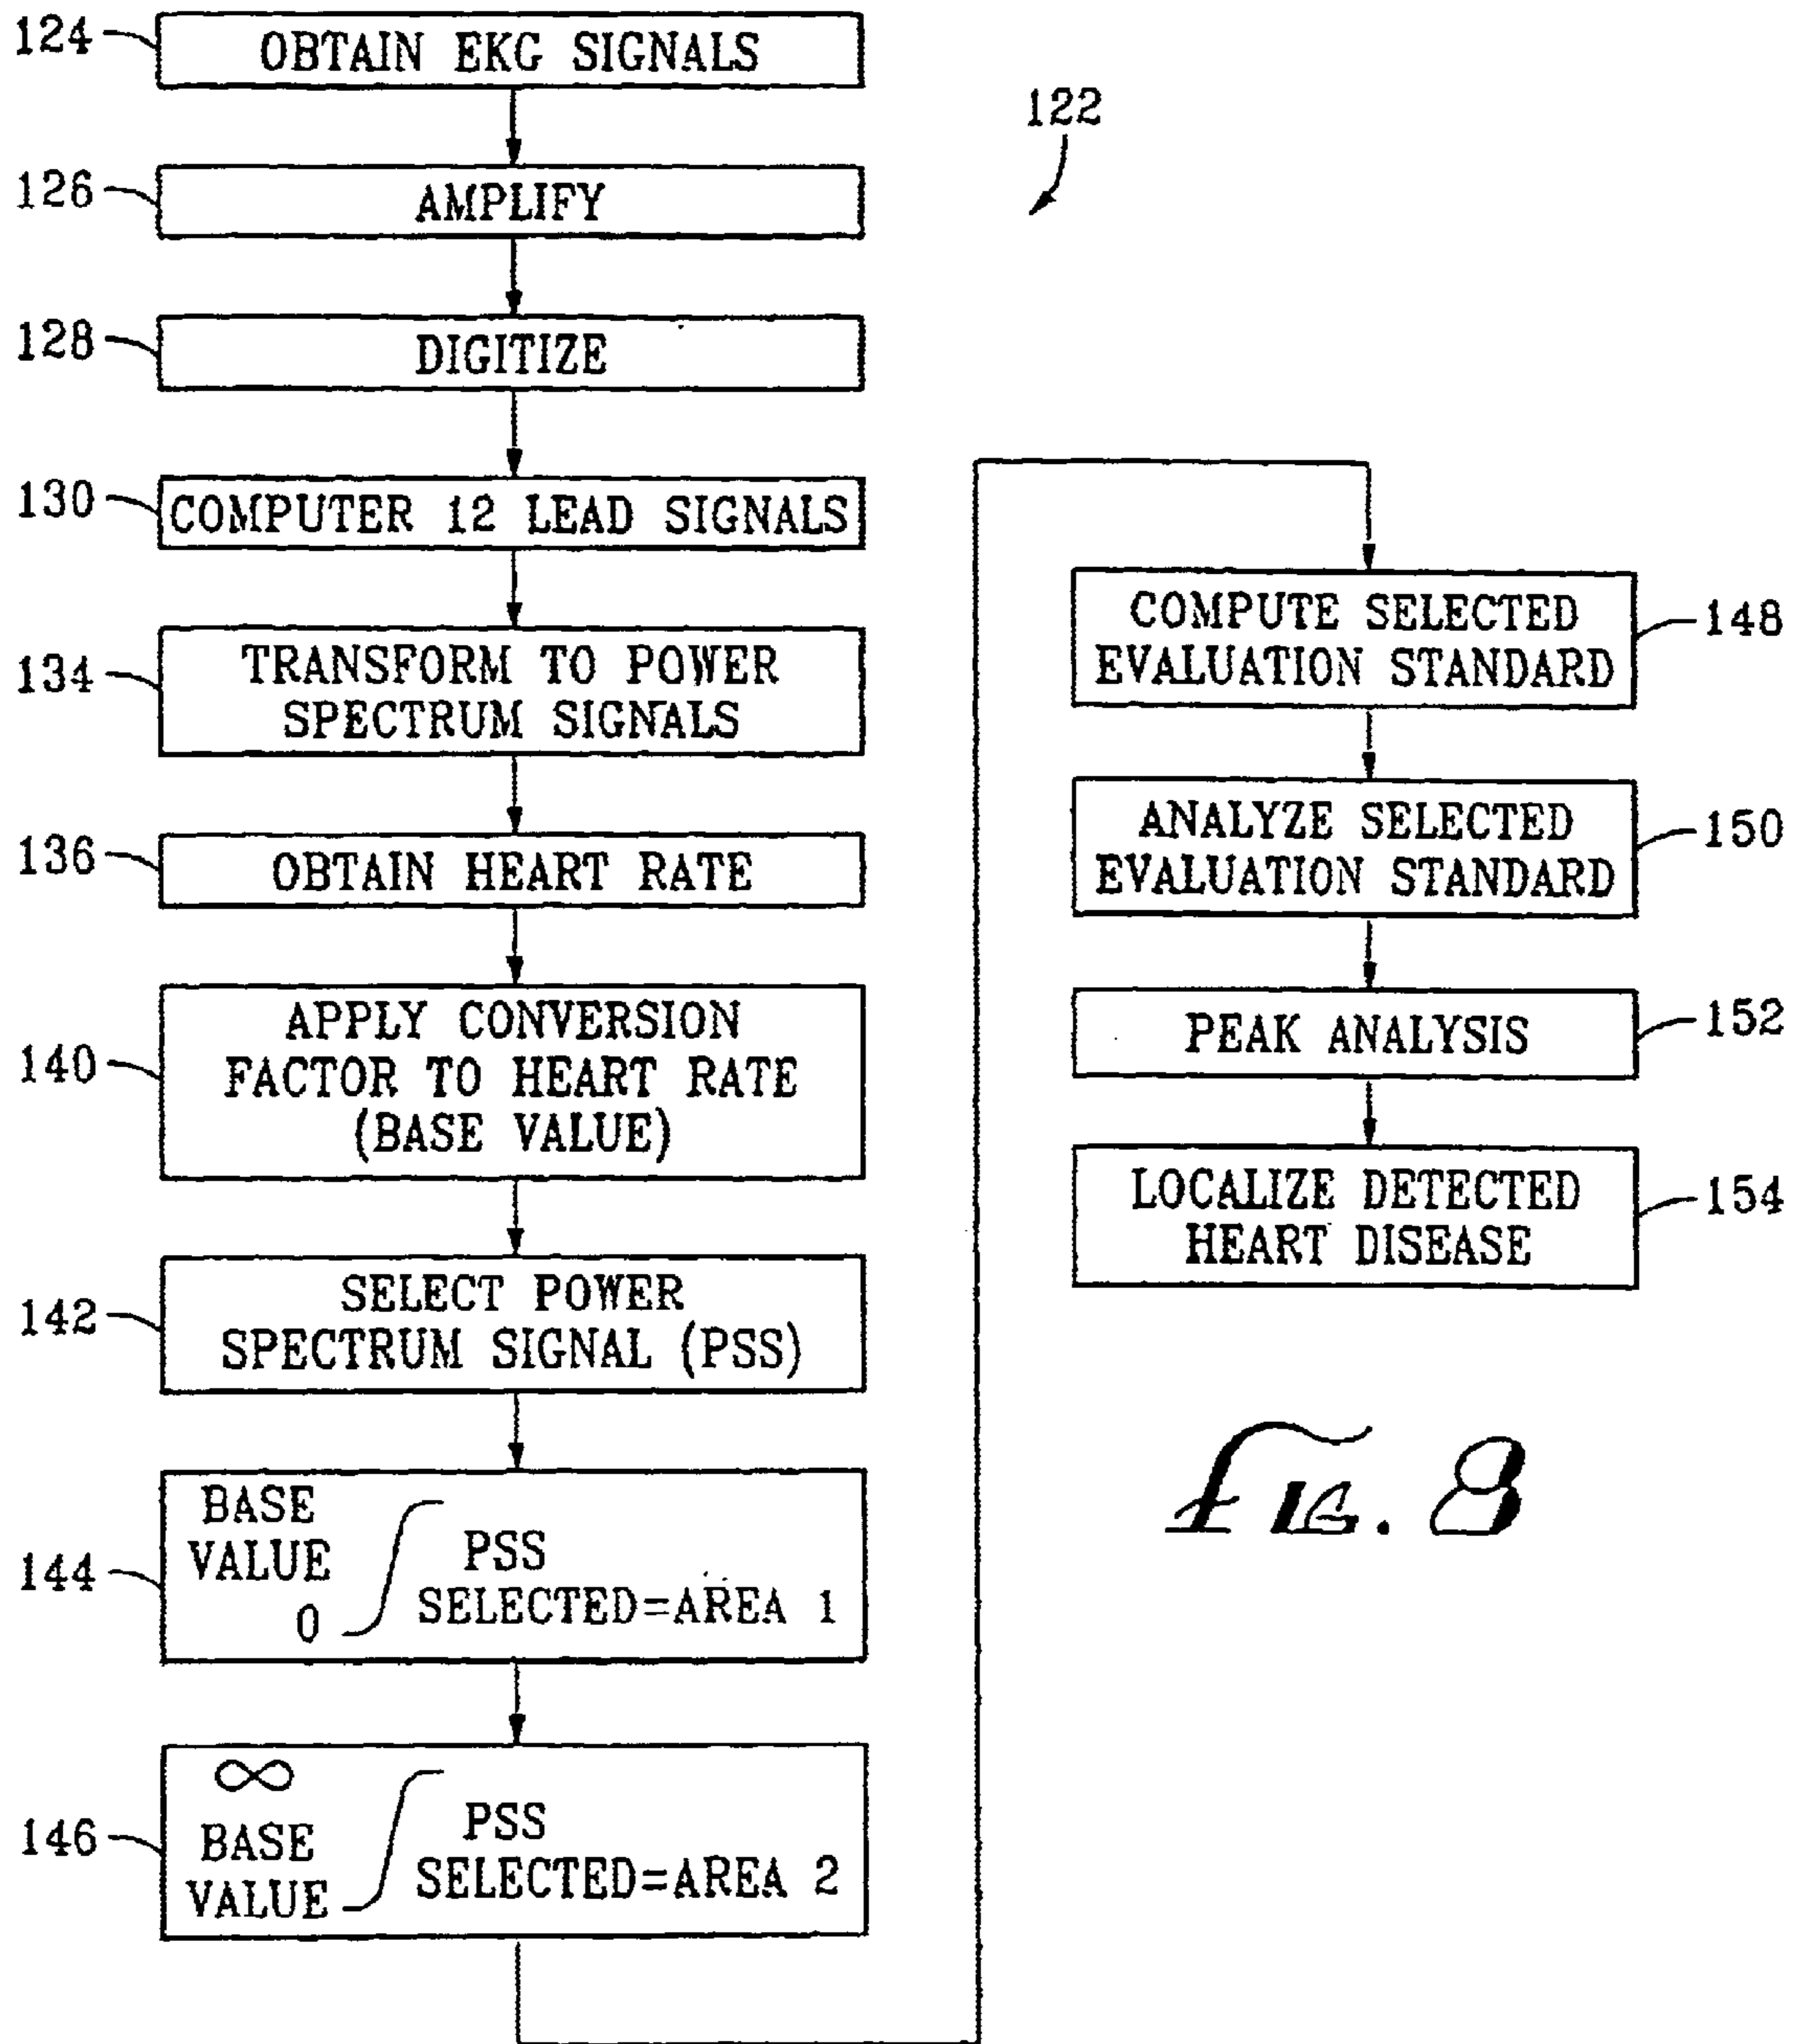 124
OBTAIN EKG SIGNALS
122
126
AMPLIFY
128
DIGITIZE
130
COMPUTER 12 LEAD SIGNALS
134
TRANSFORM TO POWER
SPECTRUM SIGNALS
136
OBTAIN HEART RATE
140
APPLY CONVERSION
FACTOR TO HEART RATE
(BASE VALUE)
142
SELECT POWER
SPECTRUM SIGNAL (PSS)
144
BASE
VALUE
0
∫
PSS
SELECTED=AREA 1
146
∞
BASE
VALUE
∫
PSS
SELECTED=AREA 2
COMPUTE SELECTED
EVALUATION STANDARD
148
ANALYZE SELECTED
EVALUATION STANDARD
150
PEAK ANALYSIS
152
LOCALIZE DETECTED
HEART DISEASE
154
FIG. 8